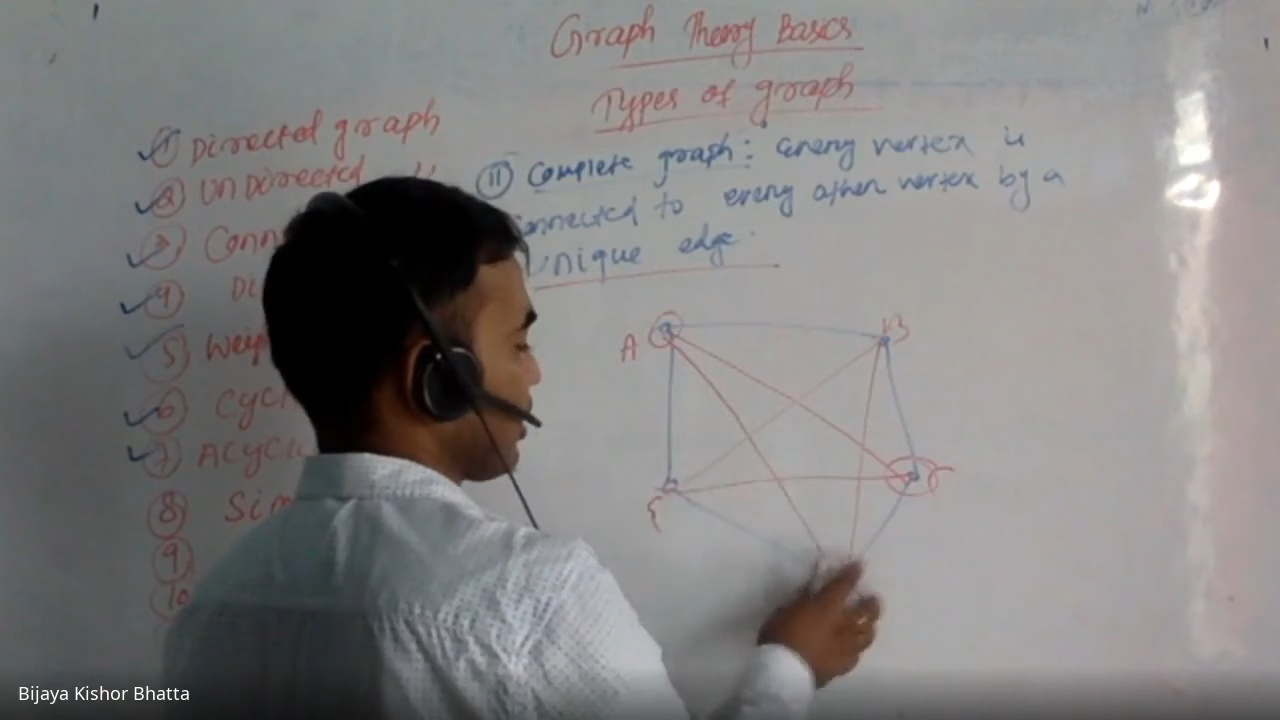 Graph Theory Basics
Types of graph
① Directed graph
② UnDirected "
③ Conn
④ Di
⑤ Weig
⑥ Cyc
⑦ Acycl
⑧ Sim
⑨
⑩
⑪ Complete graph: every vertex is
onnected to every other vertex by a
Unique edge.
A
B
E
Bijaya Kishor Bhatta